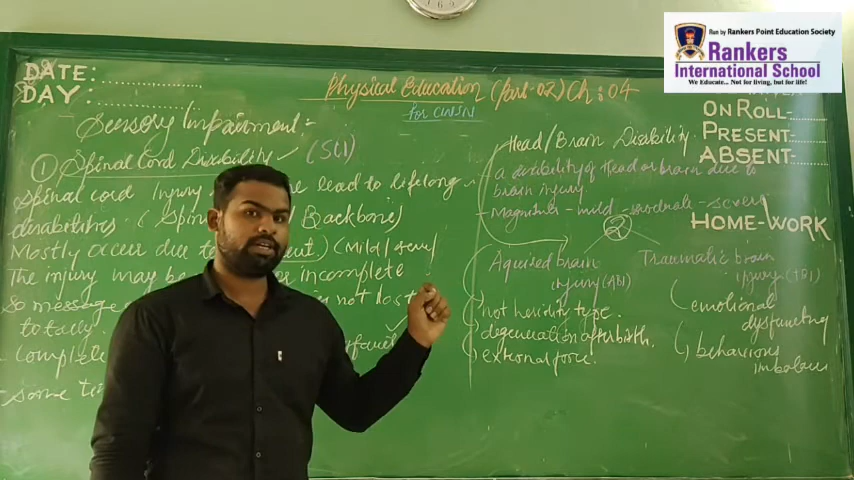 Run by Rankers Point Education Society
Rankers
International School
We Educate... Not for living, but for life!
DATE:
DAY
Physical Education (Part-02) Ch: 04
for CWSN
Sensory Impairment:-
① Spinal Cord Disability ✓ (SCI)
Spinal cord Injury lead to lifelong
disabilities. (Spin Backbone)
Mostly occur due to (Mild/
The injury may be incomplete
So message is not lost
totally.
- Complete
- Some ti
Head/Brain Disability
a disability of Head or brain due to
brain injury.
- Magnitude - mild - moderate - severe
Aquired brain
injury (ABI)
not heridity type.
degeneration after birth.
external force.
Traumatic brain
injury (TBI)
emotional
behaviour
ON ROLL-
PRESENT-
ABSENT-
HOME-WORK